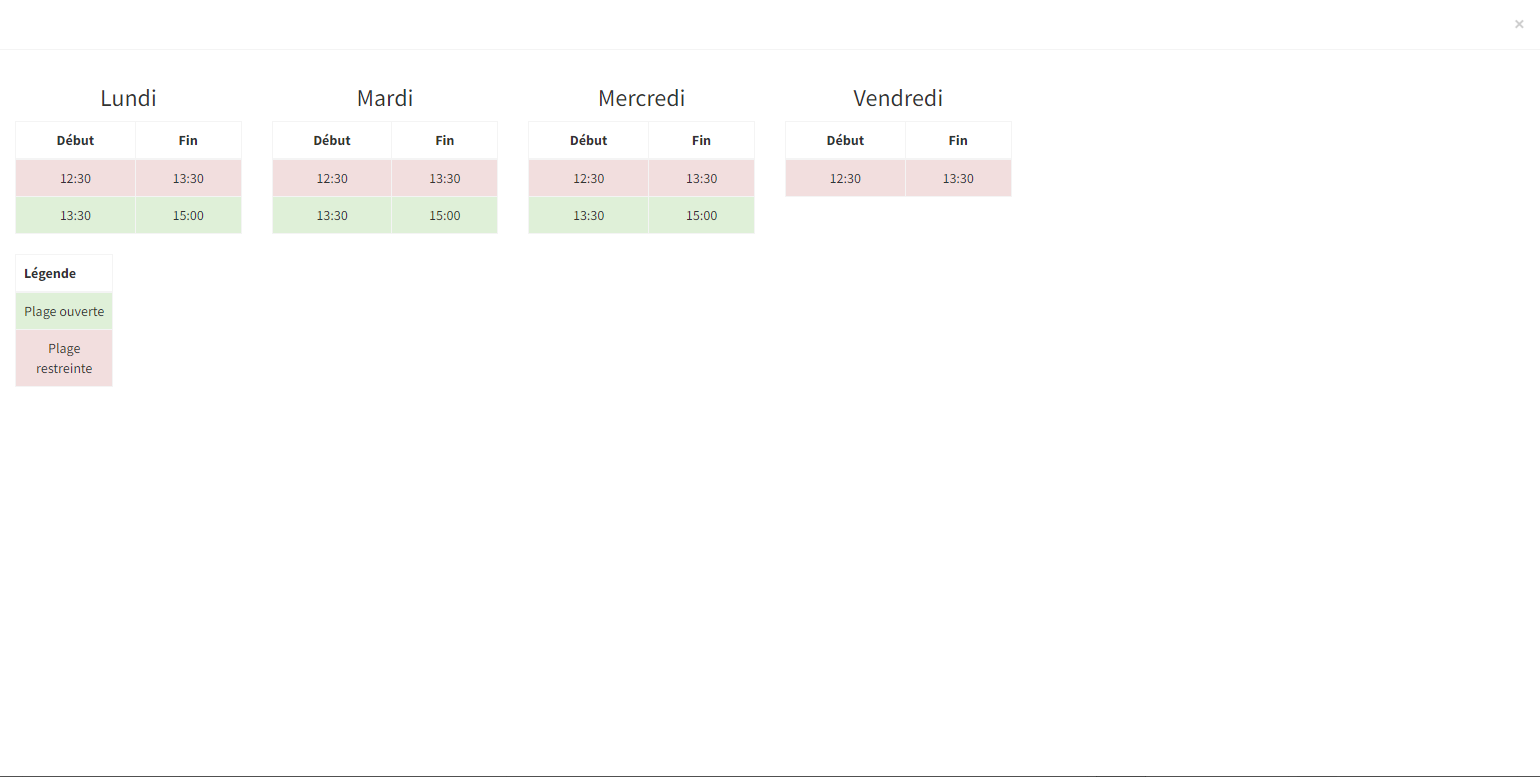 ×
Lundi
Début Fin
12:30 13:30
13:30 15:00
Mardi
Début Fin
12:30 13:30
13:30 15:00
Mercredi
Début Fin
12:30 13:30
13:30 15:00
Vendredi
Début Fin
12:30 13:30
Légende
Plage ouverte
Plage
restreinte